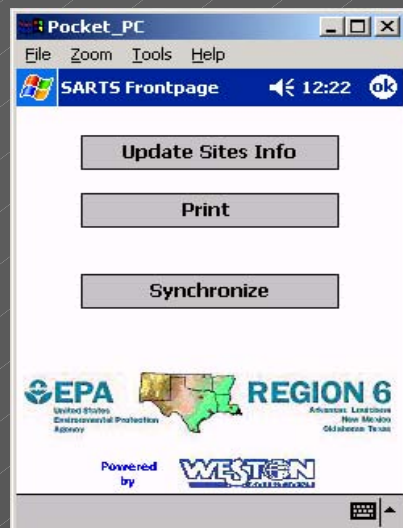 Pocket_PC
File Zoom Tools Help
SARTS Frontpage 12:22 ok
Update Sites Info
Print
Synchronize
EPA
United States
Environmental Protection
Agency
REGION 6
Arkansas Louisiana
New Mexico
Oklahoma Texas
Powered
by
WESTON